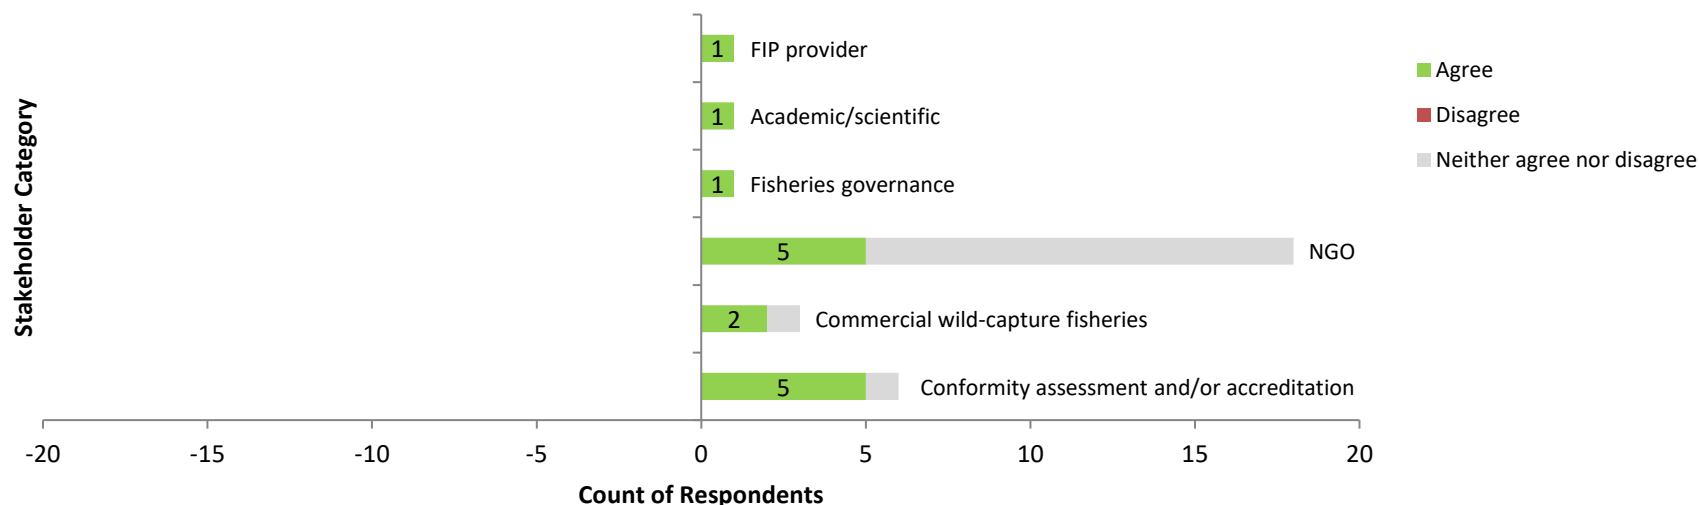 Stakeholder Category
1 FIP provider
1 Academic/scientific
1 Fisheries governance
5 NGO
2 Commercial wild-capture fisheries
5 Conformity assessment and/or accreditation
-20 -15 -10 -5 0 5 10 15 20
Count of Respondents
Agree
Disagree
Neither agree nor disagree